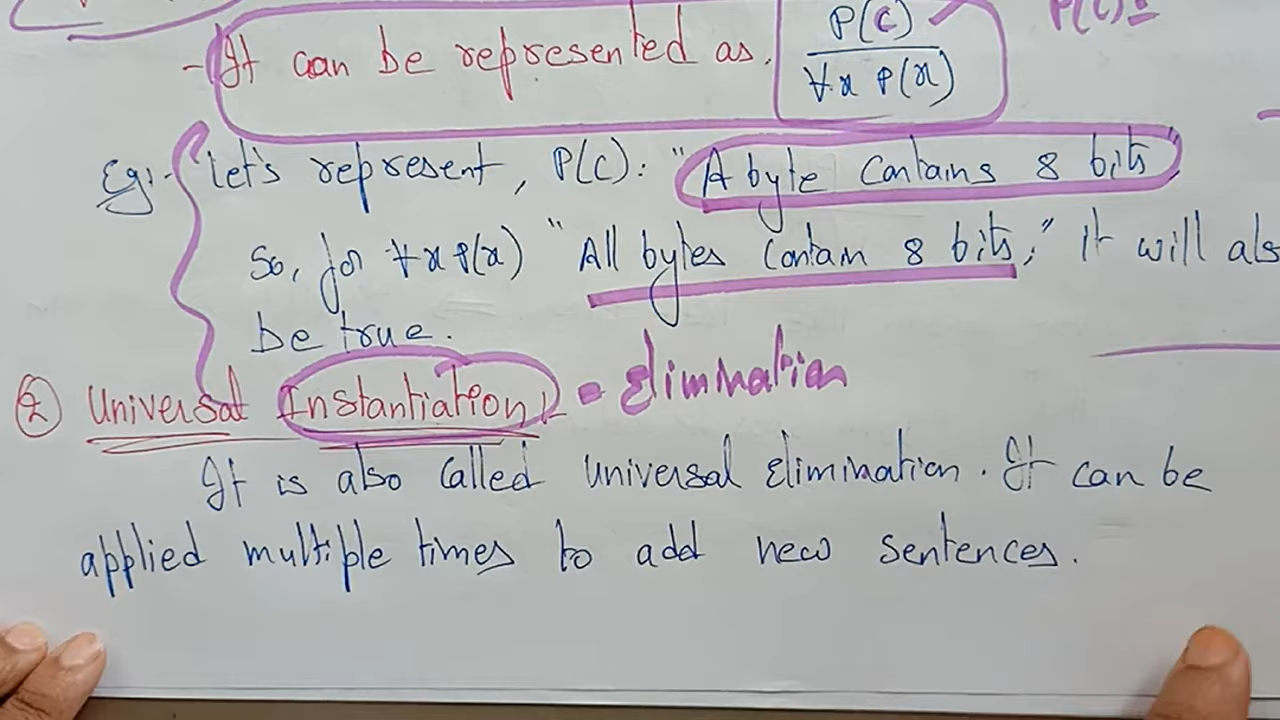 P(C)
P(C):
- It can be represented as,
∀x P(x)
Eg:- Let's represent, P(C): "A byte contains 8 bits
So, for ∀x P(x) "All bytes contain 8 bits," it will als
be true.
② Universal Instantiation :- - Elimination
It is also called universal elimination. It can be
applied multiple times to add new sentences.